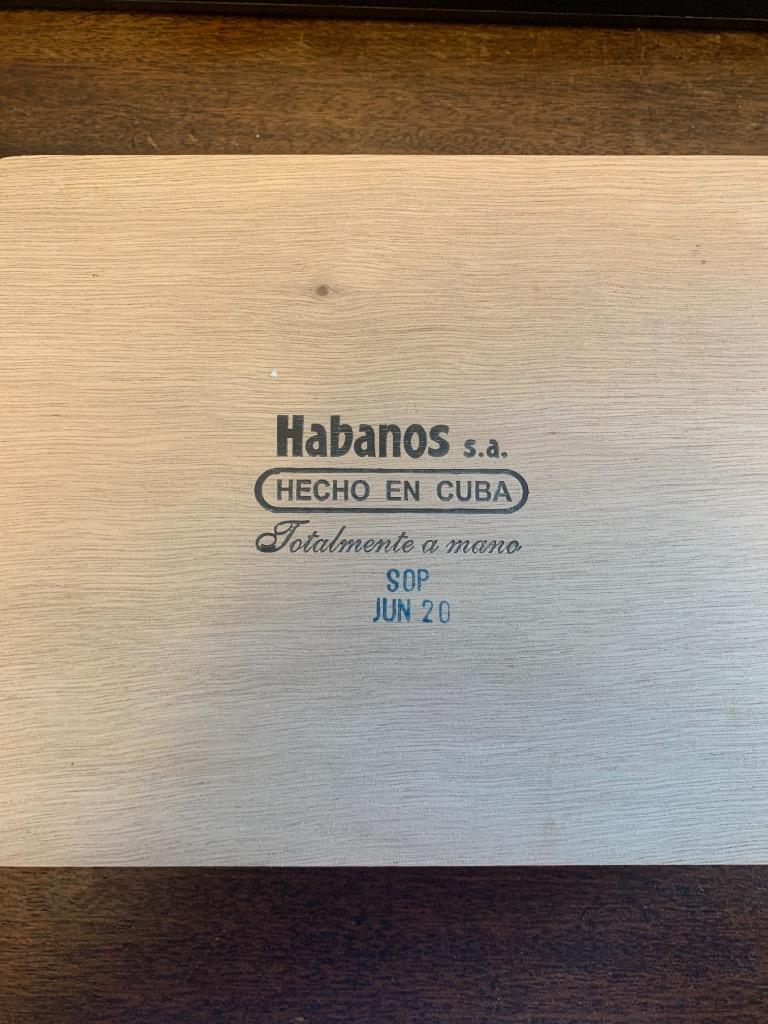 Habanos s.a.
HECHO EN CUBA
Totalmente a mano
SOP
JUN 20